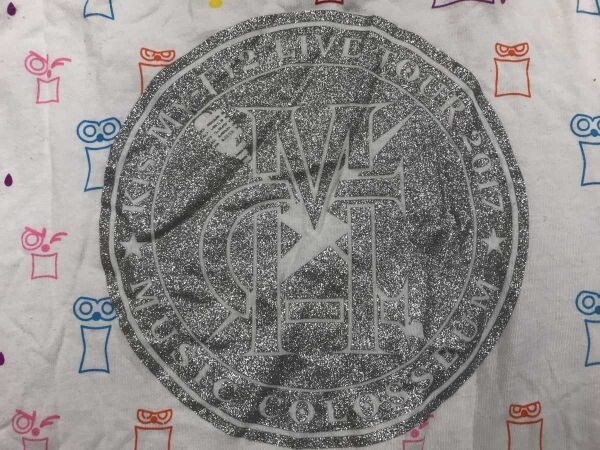 KIS-MY-FT2 LIVE TOUR 2017
★ MUSIC COLOSSEUM ★